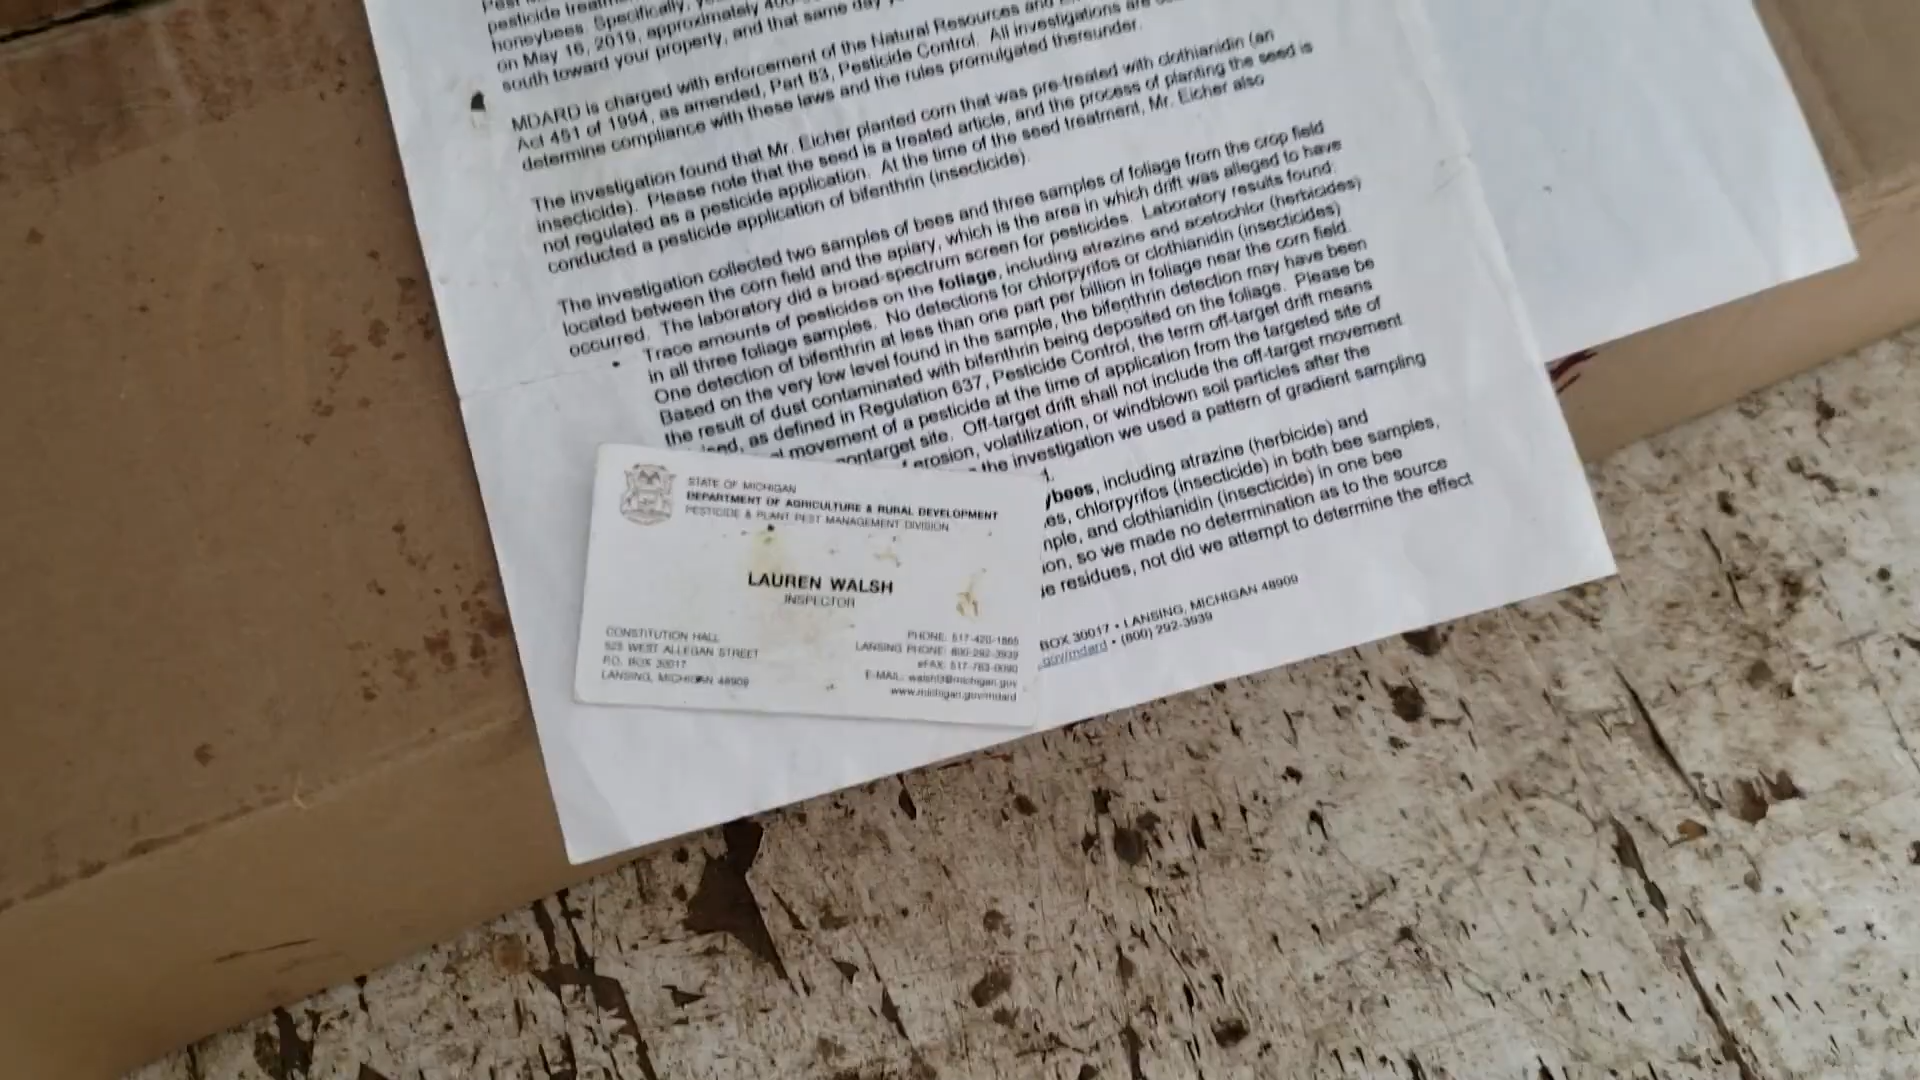 pesticide
honeybees. Specifically,
on May 16, 2019, approximately
south toward your property, and that same day
MDARD is charged with enforcement of the Natural Resources and
Act 451 of 1994, as amended, Part 83, Pesticide Control. All investigations are
determine compliance with these laws and the rules promulgated thereunder.
The investigation found that Mr. Eicher planted corn that was pre-treated with clothianidin (an
insecticide). Please note that the seed is a treated article, and the process of planting the seed is
not regulated as a pesticide application. At the time of the seed treatment, Mr. Eicher also
conducted a pesticide application of bifenthrin (insecticide).
The investigation collected two samples of bees and three samples of foliage from the crop field
located between the corn field and the apiary, which is the area in which drift was alleged to have
occurred. The laboratory did a broad-spectrum screen for pesticides. Laboratory results found:
• Trace amounts of pesticides on the foliage, including atrazine and acetochlor (herbicides)
in all three foliage samples. No detections for chlorpyrifos or clothianidin (insecticides)
One detection of bifenthrin at less than one part per billion in foliage near the corn field.
Based on the very low level found in the sample, the bifenthrin detection may have been
the result of dust contaminated with bifenthrin being deposited on the foliage. Please be
as defined in Regulation 637, Pesticide Control, the term off-target drift means
movement of a pesticide at the time of application from the targeted site of
nontarget site. Off-target drift shall not include the off-target movement
erosion, volatilization, or windblown soil particles after the
the investigation we used a pattern of gradient sampling
ybees, including atrazine (herbicide) and
es, chlorpyrifos (insecticide) in both bee samples,
nple, and clothianidin (insecticide) in one bee
ion, so we made no determination as to the source
e residues, not did we attempt to determine the effect
BOX 30017 • LANSING, MICHIGAN 48909
.gov/mdard • (800) 292-3939
STATE OF MICHIGAN
DEPARTMENT OF AGRICULTURE & RURAL DEVELOPMENT
PESTICIDE & PLANT PEST MANAGEMENT DIVISION
LAUREN WALSH
INSPECTOR
CONSTITUTION HALL
525 WEST ALLEGAN STREET
P.O. BOX 30017
LANSING, MICHIGAN 48909
PHONE: 517-420-1865
LANSING PHONE: 800-292-3939
eFAX: 517-763-0090
E-MAIL: @michigan.gov
www.michigan.gov/mdard